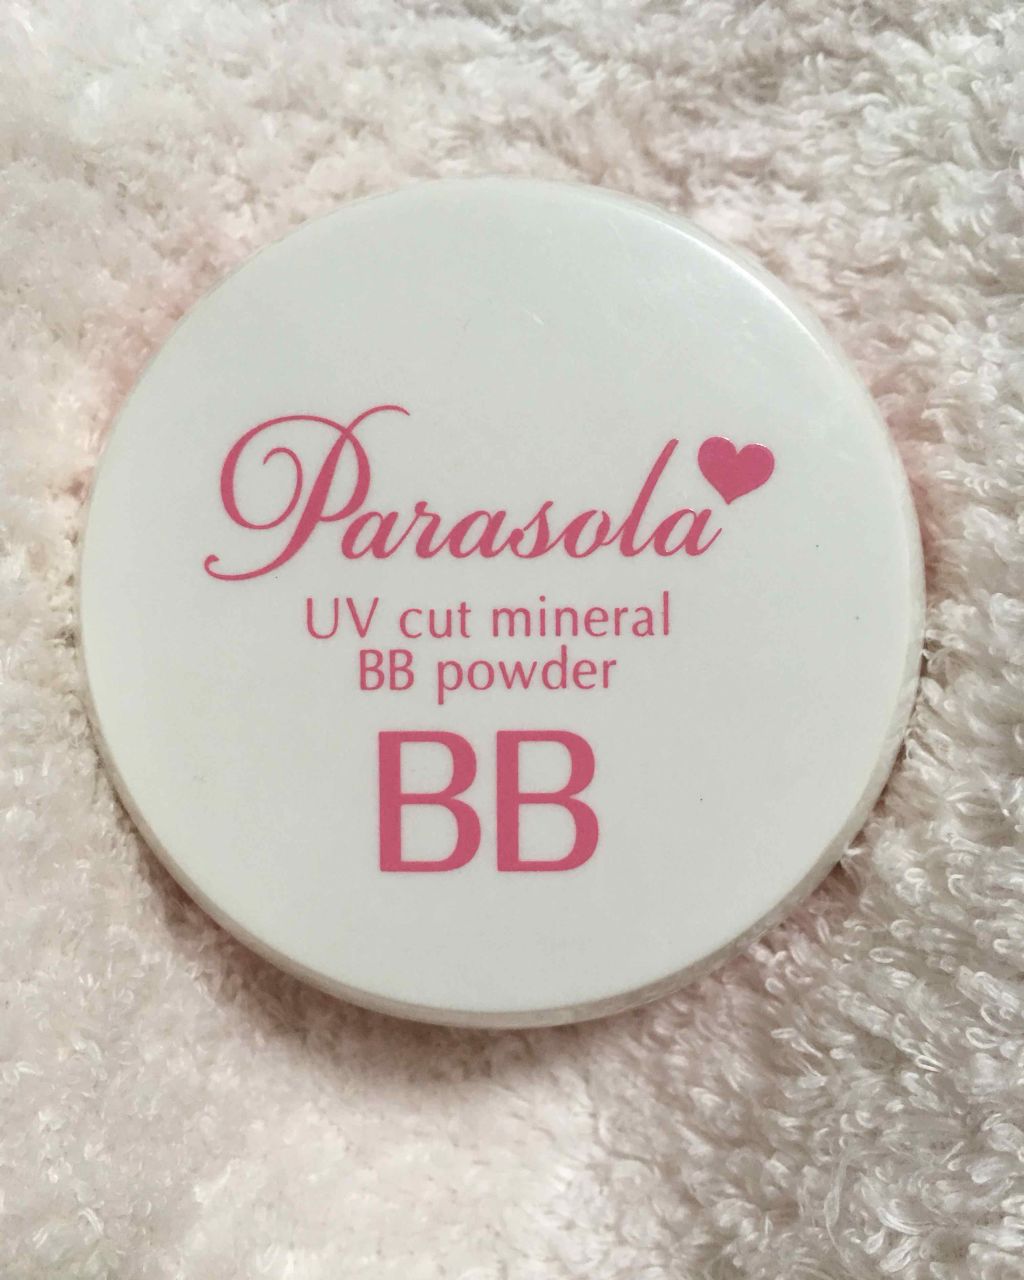 Parasola
UV cut mineral
BB powder
BB